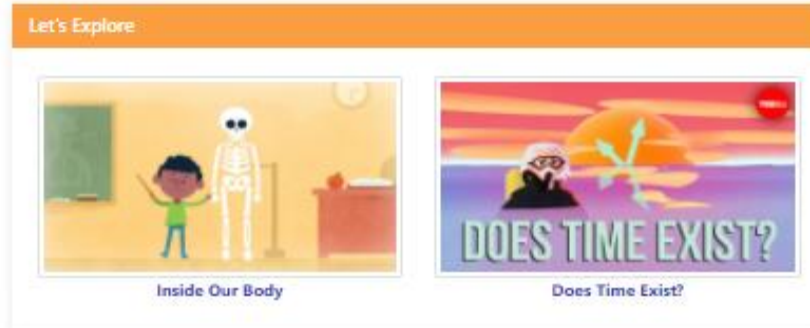 Let's Explore
DOES TIME EXIST?
Inside Our Body
Does Time Exist?